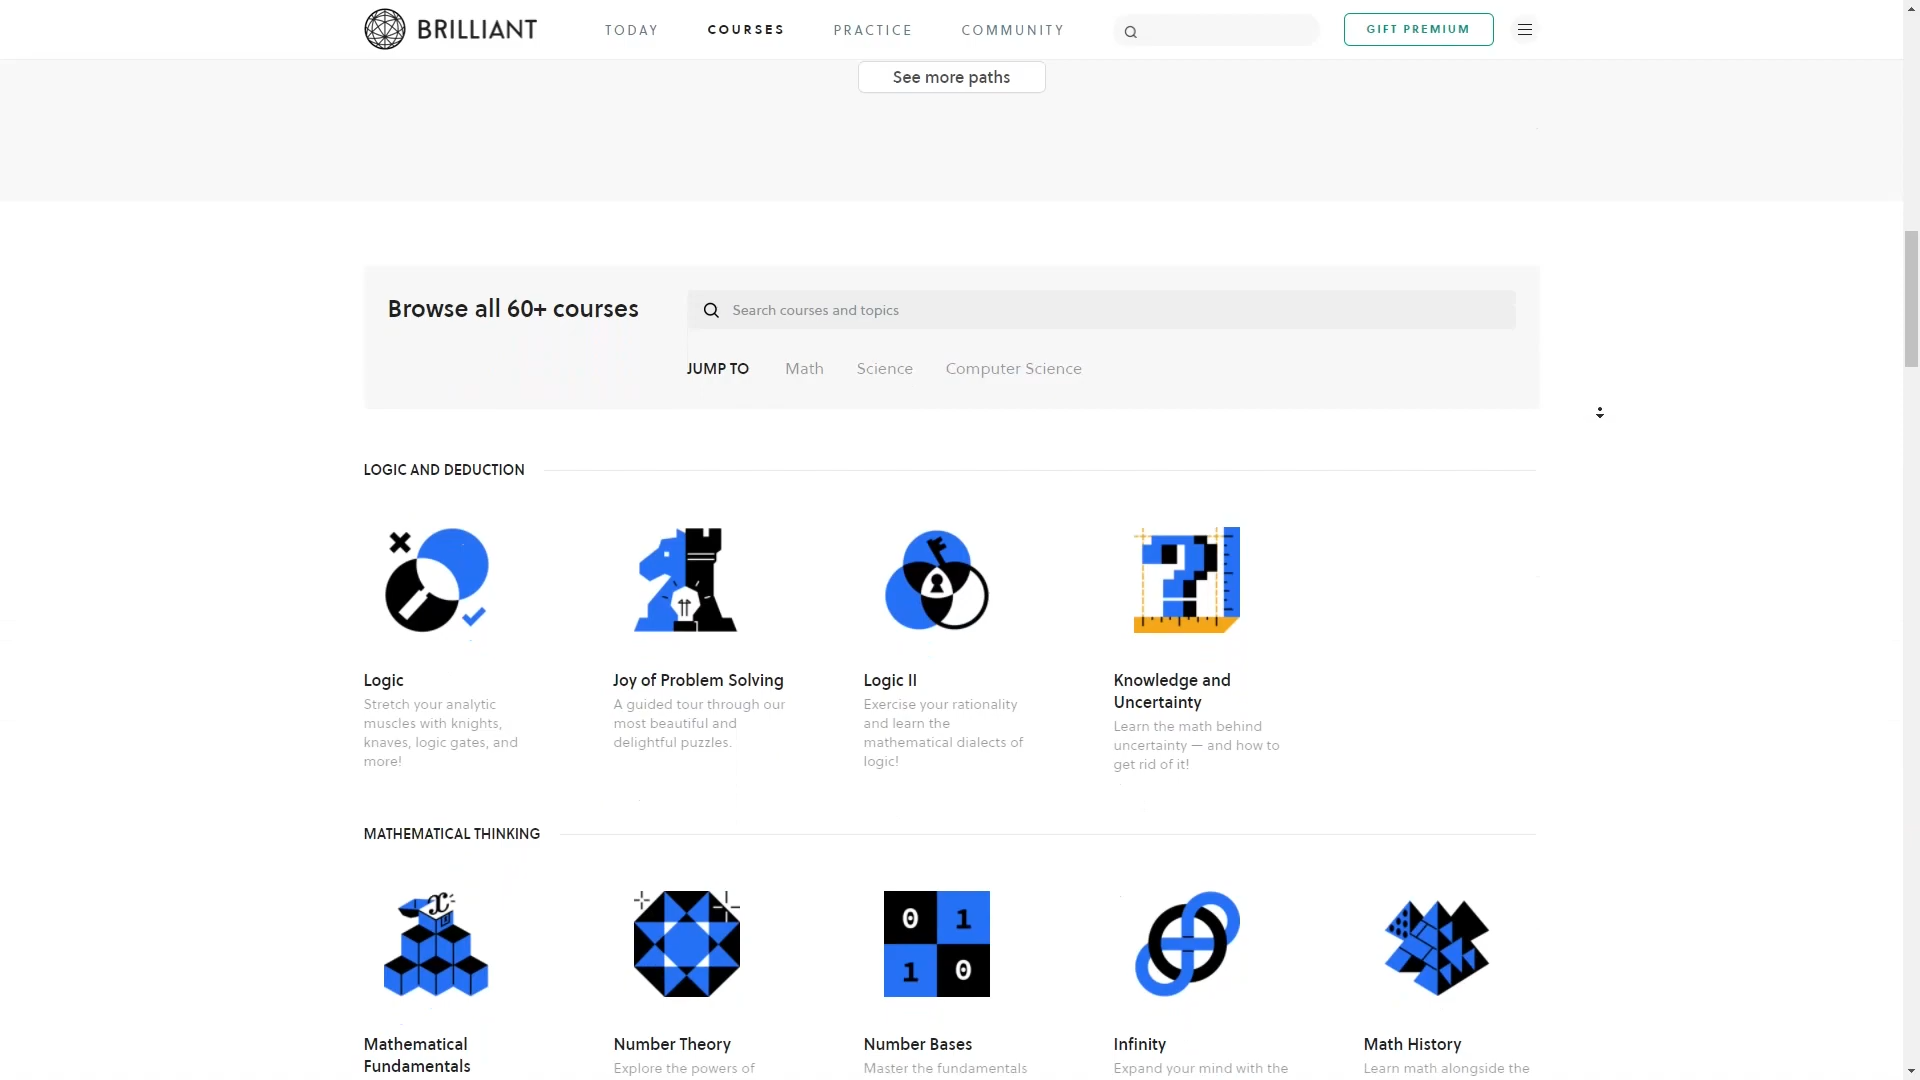 BRILLIANT TODAY COURSES PRACTICE COMMUNITY GIFT PREMIUM
See more paths
Browse all 60+ courses
Search courses and topics
JUMP TO Math Science Computer Science
LOGIC AND DEDUCTION
Logic
Stretch your analytic
muscles with knights,
knaves, logic gates, and
more!
Joy of Problem Solving
A guided tour through our
most beautiful and
delightful puzzles.
Logic II
Exercise your rationality
and learn the
mathematical dialects of
logic!
Knowledge and
Uncertainty
Learn the math behind
uncertainty — and how to
get rid of it!
MATHEMATICAL THINKING
x
0 1
1 0
Mathematical
Fundamentals
Number Theory
Explore the powers of
Number Bases
Master the fundamentals
Infinity
Expand your mind with the
Math History
Learn math alongside the